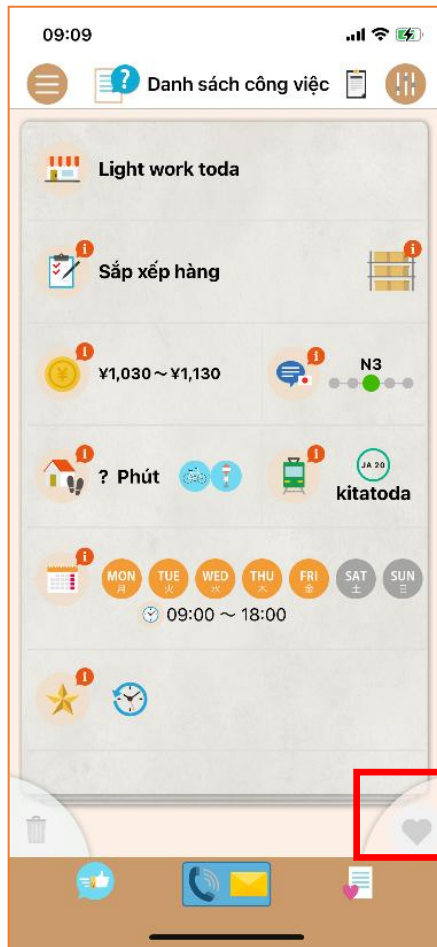 09:09
Danh sách công việc
Light work toda
Sắp xếp hàng
¥1,030～¥1,130
N3
? Phút
JA 20
kitatoda
MON TUE WED THU FRI SAT SUN
月 火 水 木 金 土 日
09:00 ～ 18:00